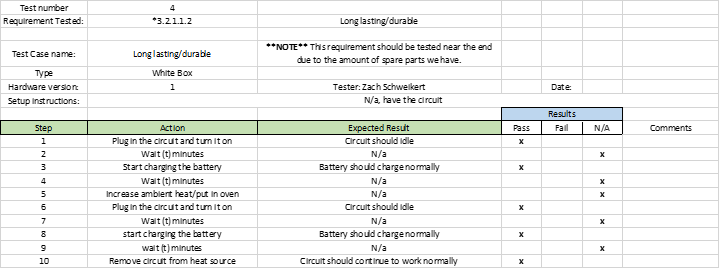 Test number 4
Requirement Tested: *3.2.1.1.2 Long lasting/durable
Test Case name: Long lasting/durable **NOTE** This requirement should be tested near the end
due to the amount of spare parts we have.
Type White Box
Hardware version: 1 Tester: Zach Schweikert Date:
Setup Instructions: N/a, have the circuit
Results
Step Action Expected Result Pass Fail N/A Comments
1 Plug in the circuit and turn it on Circuit should idle x
2 Wait (t) minutes N/a x
3 Start charging the battery Battery should charge normally x
4 Wait (t) minutes N/a x
5 Increase ambient heat/put in oven N/a x
6 Plug in the circuit and turn it on Circuit should idle x
7 Wait (t) minutes N/a x
8 start charging the battery Battery should charge normally x
9 wait (t) minutes N/a x
10 Remove circuit from heat source Circuit should continue to work normally x